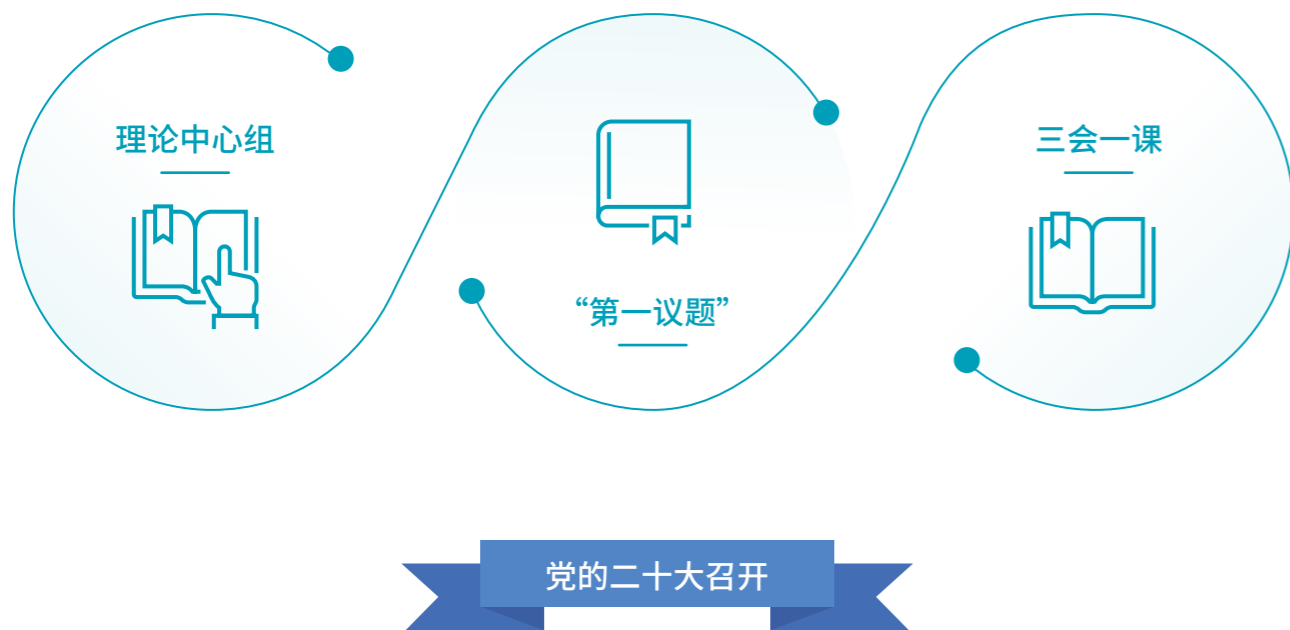 理论中心组
“第一议题”
三会一课
党的二十大召开